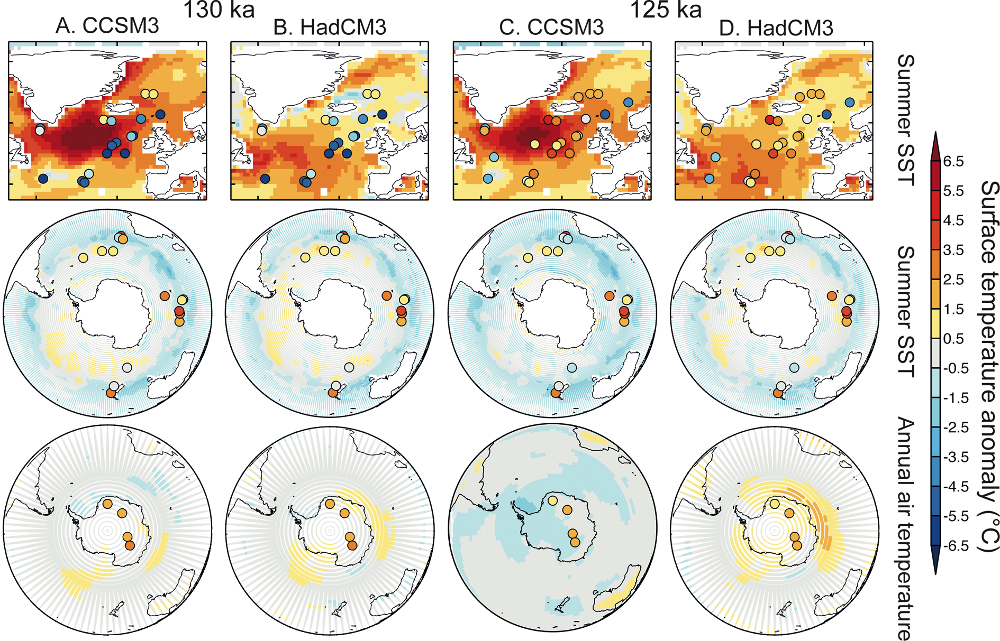 130 ka
125 ka
A. CCSM3
B. HadCM3
C. CCSM3
D. HadCM3
Summer SST
Summer SST
Annual air temperature
6.5
5.5
4.5
3.5
2.5
1.5
0.5
-0.5
-1.5
-2.5
-3.5
-4.5
-5.5
-6.5
Surface temperature anomaly (°C)